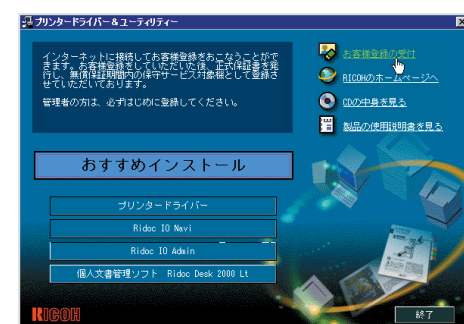 プリンタードライバー&ユーティリティー
インターネットに接続してお客様登録をおこなうことがで
きます。お客様登録をしていただいた後、正式保証書を発
行し、無償保証期間内の保守サービス対象機として登録さ
せていただいております。
管理者の方は、必ずはじめに登録してください。
お客様登録の受付
RICOHのホームページへ
CDの中身を見る
製品の使用説明書を見る
おすすめインストール
プリンタードライバー
Ridoc IO Navi
Ridoc IO Admin
個人文書管理ソフト Ridoc Desk 2000 Lt
RICOH
終了